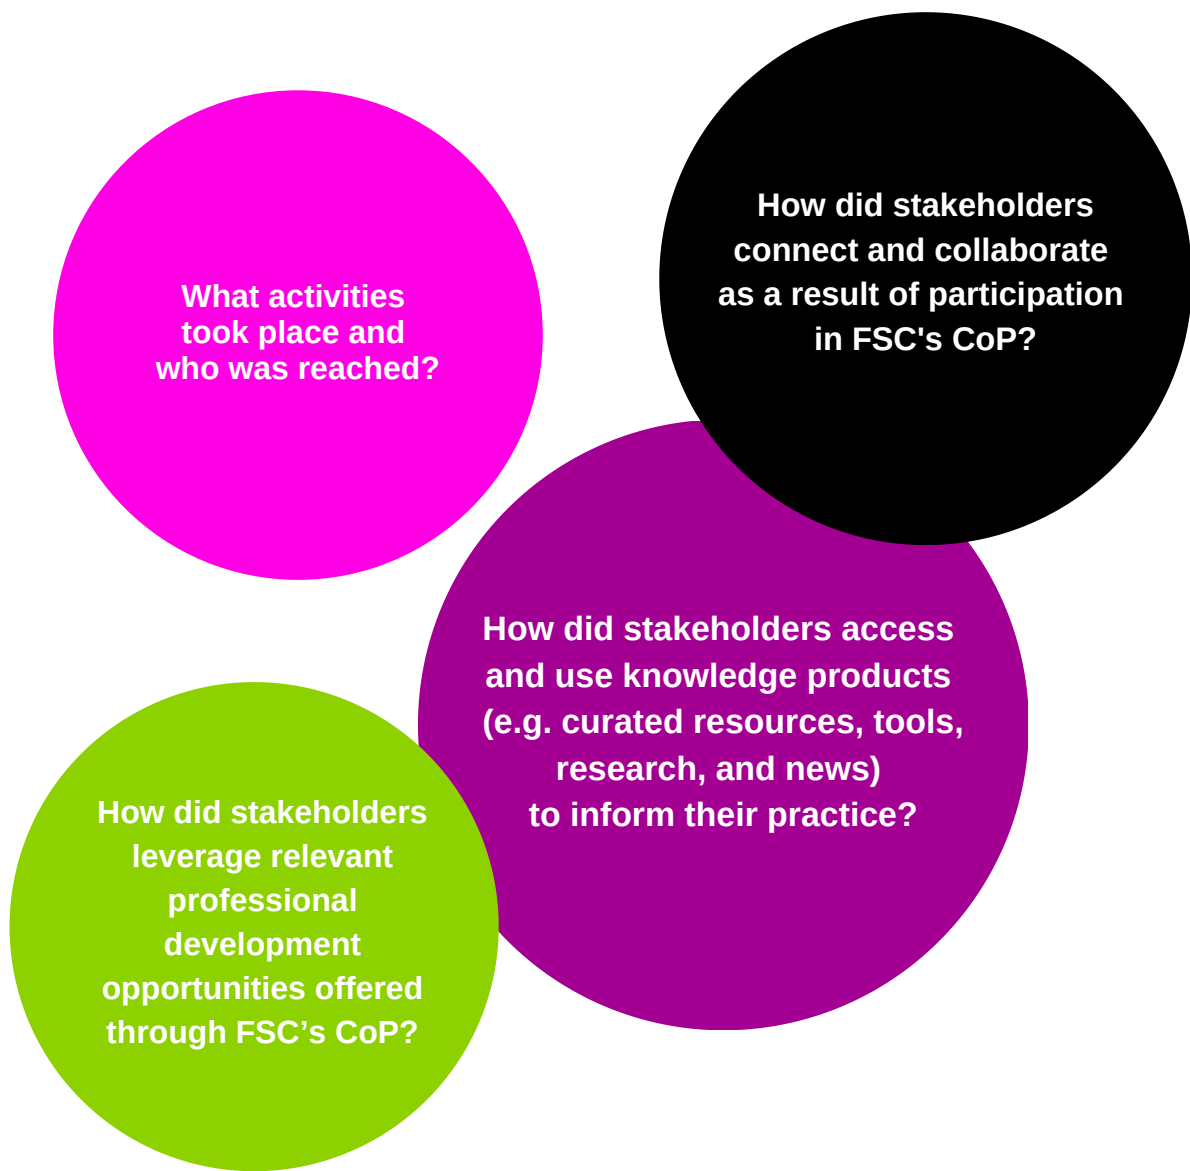 What activities
took place and
who was reached?
How did stakeholders
connect and collaborate
as a result of participation
in FSC's CoP?
How did stakeholders access
and use knowledge products
(e.g. curated resources, tools,
research, and news)
to inform their practice?
How did stakeholders
leverage relevant
professional
development
opportunities offered
through FSC’s CoP?